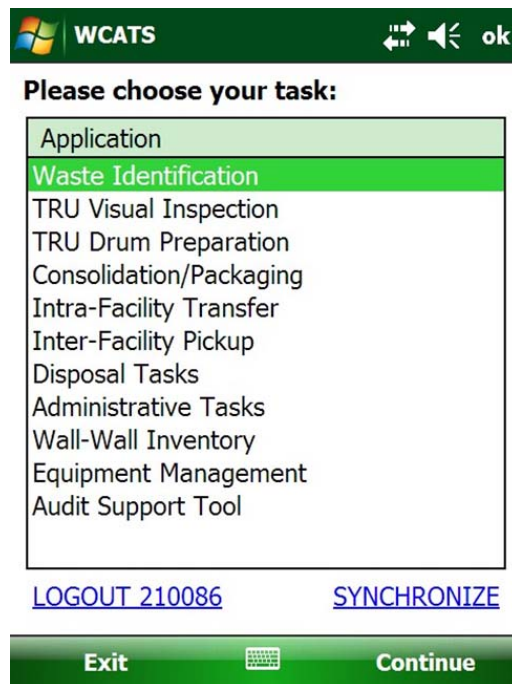 WCATS ok
Please choose your task:
Application
Waste Identification
TRU Visual Inspection
TRU Drum Preparation
Consolidation/Packaging
Intra-Facility Transfer
Inter-Facility Pickup
Disposal Tasks
Administrative Tasks
Wall-Wall Inventory
Equipment Management
Audit Support Tool
LOGOUT 210086 SYNCHRONIZE
Exit Continue